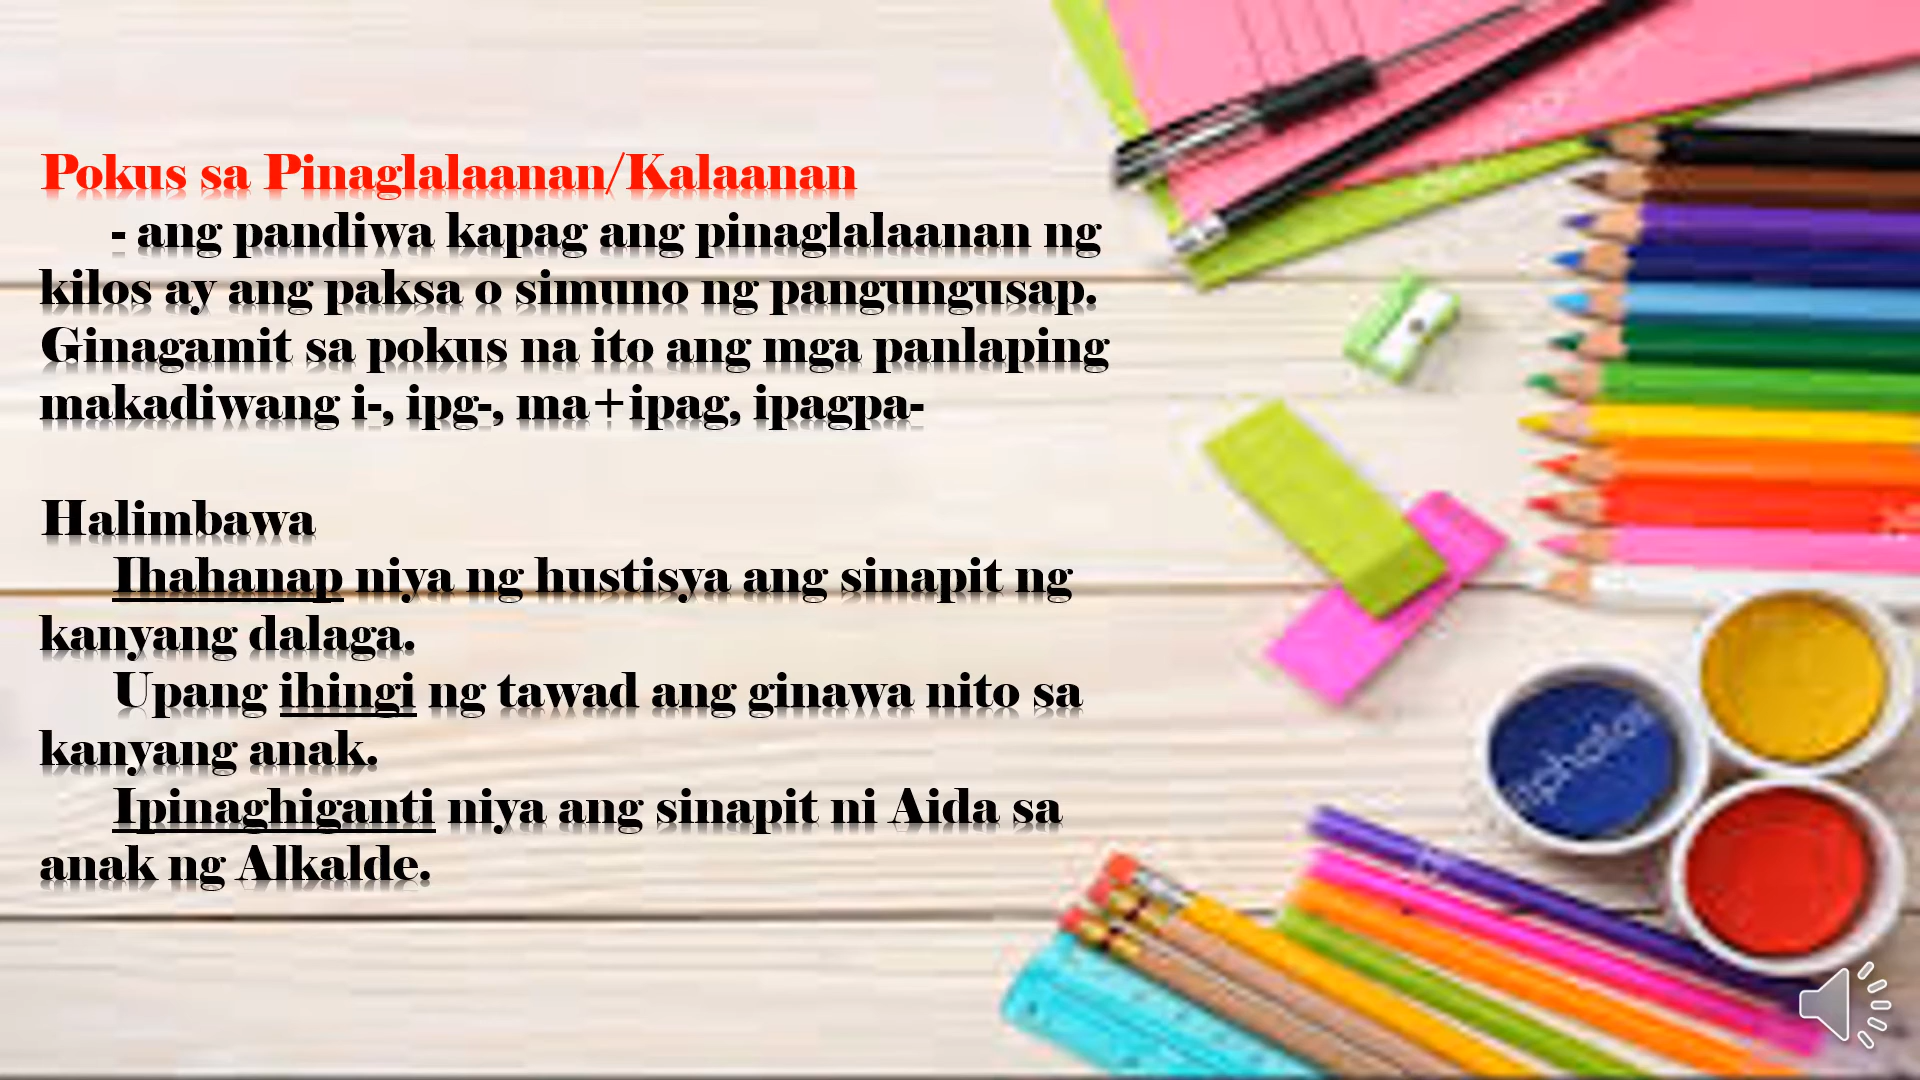 Pokus sa Pinaglalaanan/Kalaanan
- ang pandiwa kapag ang pinaglalaanan ng
kilos ay ang paksa o simuno ng pangungusap.
Ginagamit sa pokus na ito ang mga panlaping
makadiwang i-, ipg-, ma+ipag, ipagpa-
Halimbawa
Ihahanap niya ng hustisya ang sinapit ng
kanyang dalaga.
Upang ihingi ng tawad ang ginawa nito sa
kanyang anak.
Ipinaghiganti niya ang sinapit ni Aida sa
anak ng Alkalde.